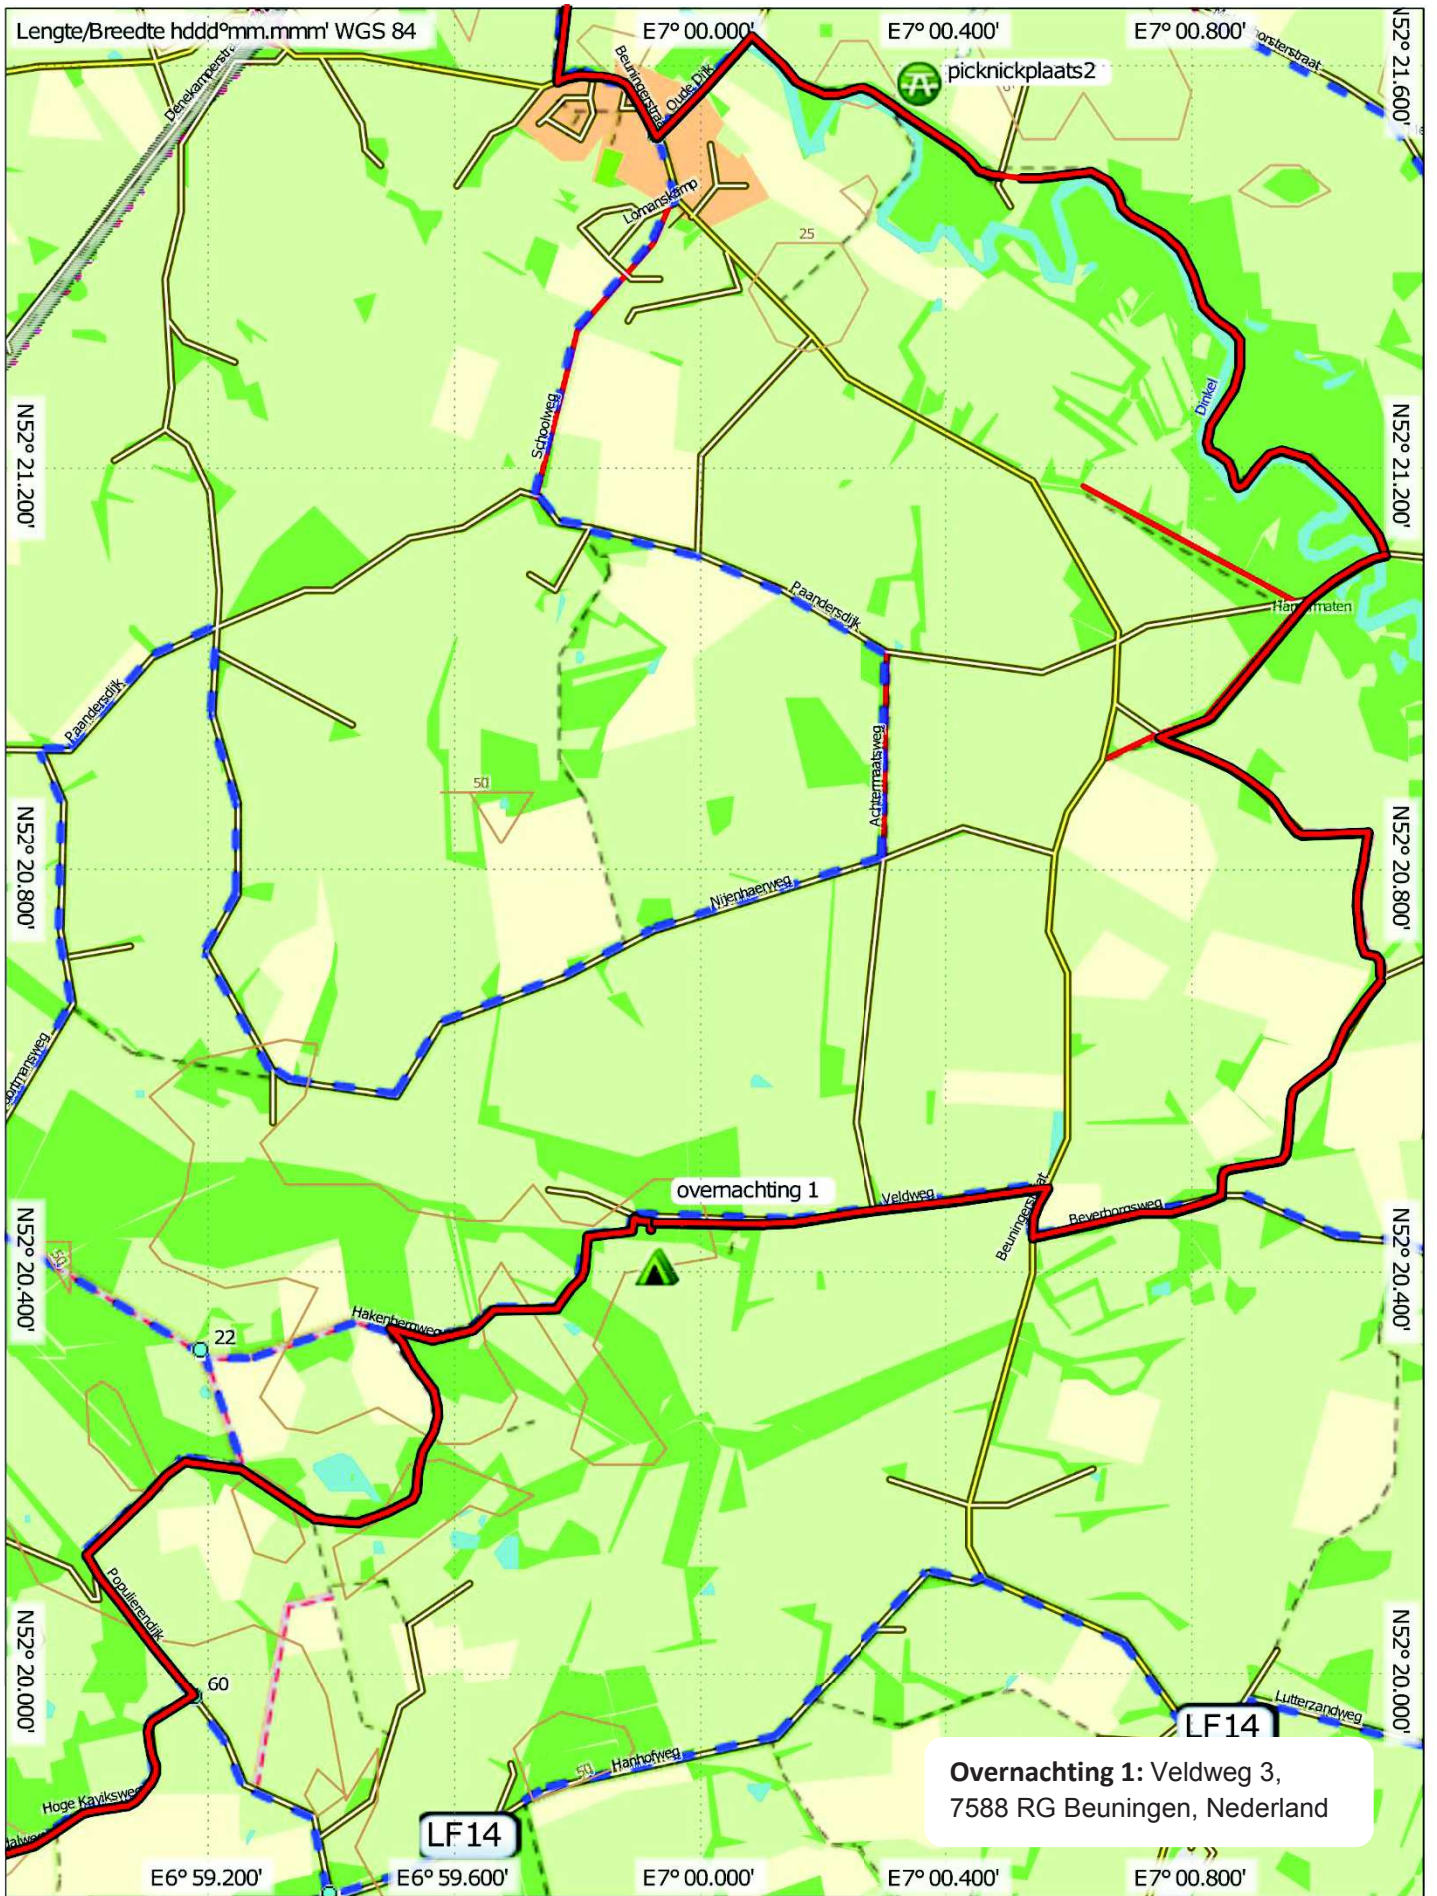 Lengte/Breedte hddd°mm.mmm' WGS 84
E7° 00.000'
E7° 00.400'
E7° 00.800'
N52° 21.600'
Beuningerstraat
Oude Dijk
picknickplaats2
Lomanskamp
25
Dinkel
Schoolweg
N52° 21.200'
N52° 21.200'
Paandersdijk
Paandersdijk
Achtermaatsweg
50
N52° 20.800'
N52° 20.800'
Nijenhaerweg
overnachting 1
Veldweg
Beverborgsweg
50
N52° 20.400'
N52° 20.400'
Hakenbergweg
22
Populierendijk
60
N52° 20.000'
N52° 20.000'
Lutterzandweg
LF14
Hanhofweg
50
Hoge Kaviksweg
LF14
Overnachting 1: Veldweg 3,
7588 RG Beuningen, Nederland
E6° 59.200'
E6° 59.600'
E7° 00.000'
E7° 00.400'
E7° 00.800'